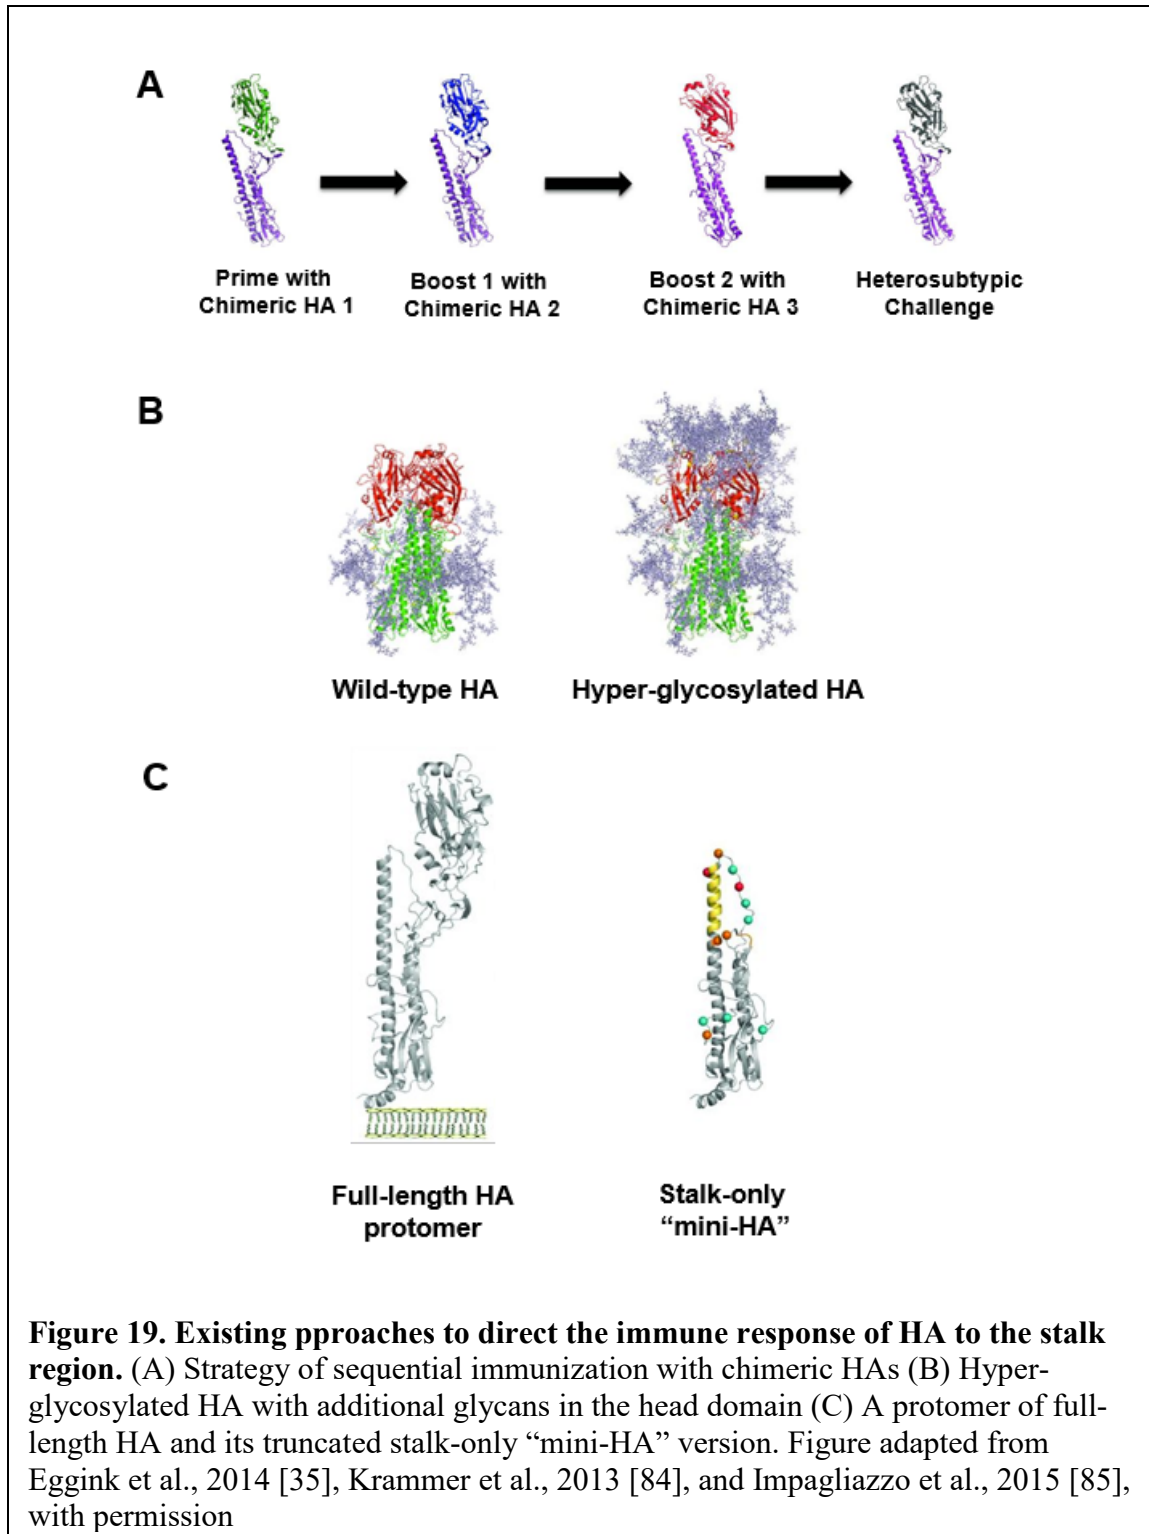 A
Prime with
Chimeric HA 1
Boost 1 with
Chimeric HA 2
Boost 2 with
Chimeric HA 3
Heterosubtypic
Challenge
B
Wild-type HA
Hyper-glycosylated HA
C
Full-length HA
protomer
Stalk-only
“mini-HA”
Figure 19. Existing pproaches to direct the immune response of HA to the stalk
region. (A) Strategy of sequential immunization with chimeric HAs (B) Hyper-
glycosylated HA with additional glycans in the head domain (C) A protomer of full-
length HA and its truncated stalk-only “mini-HA” version. Figure adapted from
Eggink et al., 2014 [35], Krammer et al., 2013 [84], and Impagliazzo et al., 2015 [85],
with permission